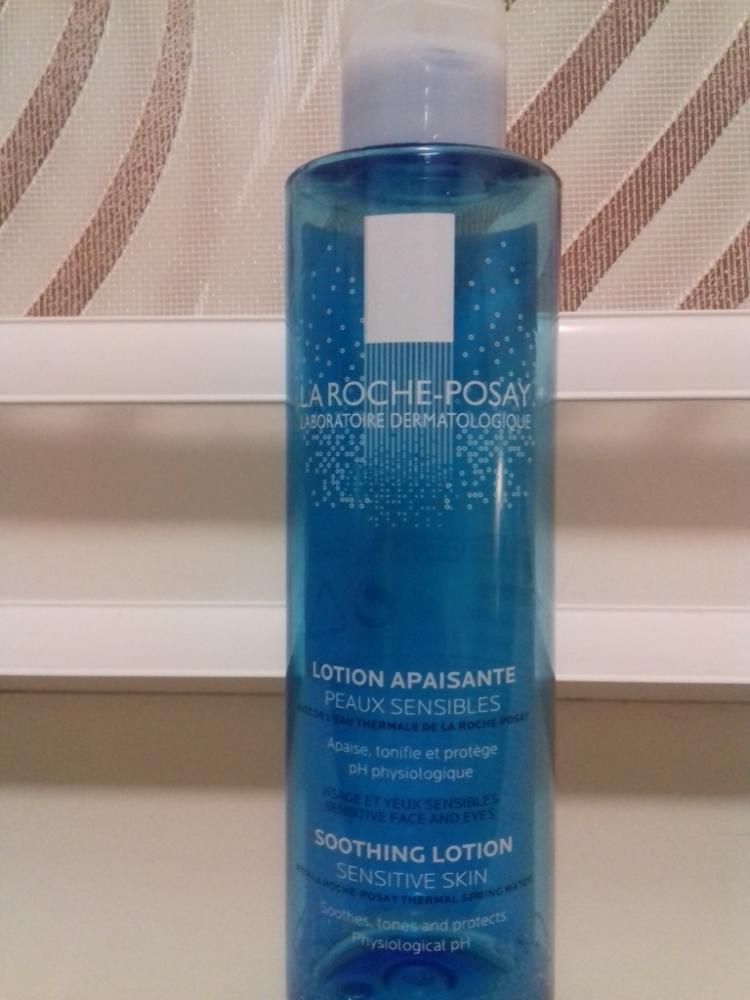 LA ROCHE-POSAY
LABORATOIRE DERMATOLOGIQUE
LOTION APAISANTE
PEAUX SENSIBLES
AVEC DE L'EAU THERMALE DE LA ROCHE-POSAY
Apaise, tonifie et protège
pH physiologique
VISAGE ET YEUX SENSIBLES
SENSITIVE FACE AND EYES
SOOTHING LOTION
SENSITIVE SKIN
LA ROCHE-POSAY THERMAL SPRING WATER
Soothes, tones and protects
Physiological pH